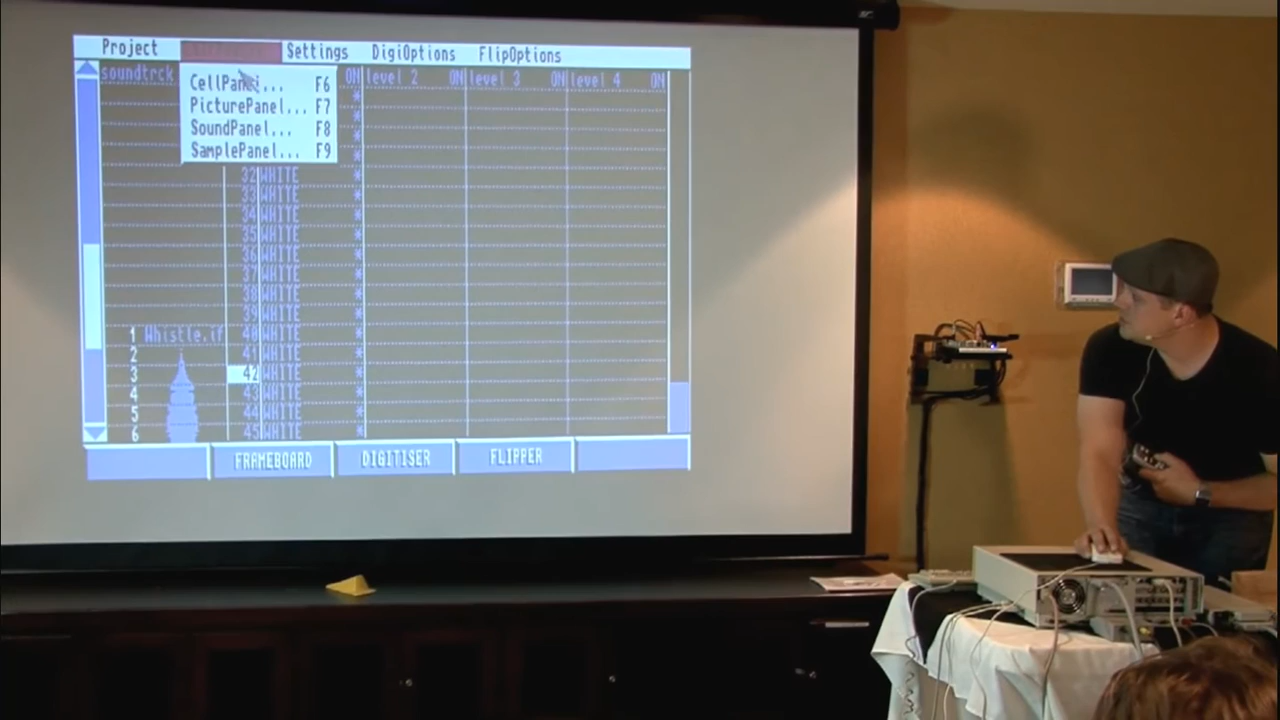 Project Settings DigiOptions FlipOptions
soundtrck ON level 2 ON level 3 ON level 4 ON
CellPanel... F6
PicturePanel... F7
SoundPanel... F8
SamplePanel... F9
32 WHITE *
33 WHITE *
34 WHITE *
35 WHITE *
36 WHITE *
37 WHITE *
38 WHITE *
39 WHITE *
1 Whistle.if 40 WHITE *
2 41 WHITE *
3 42 WHITE *
4 43 WHITE *
5 44 WHITE *
6 45 WHITE *
FRAMEBOARD DIGITISER FLIPPER